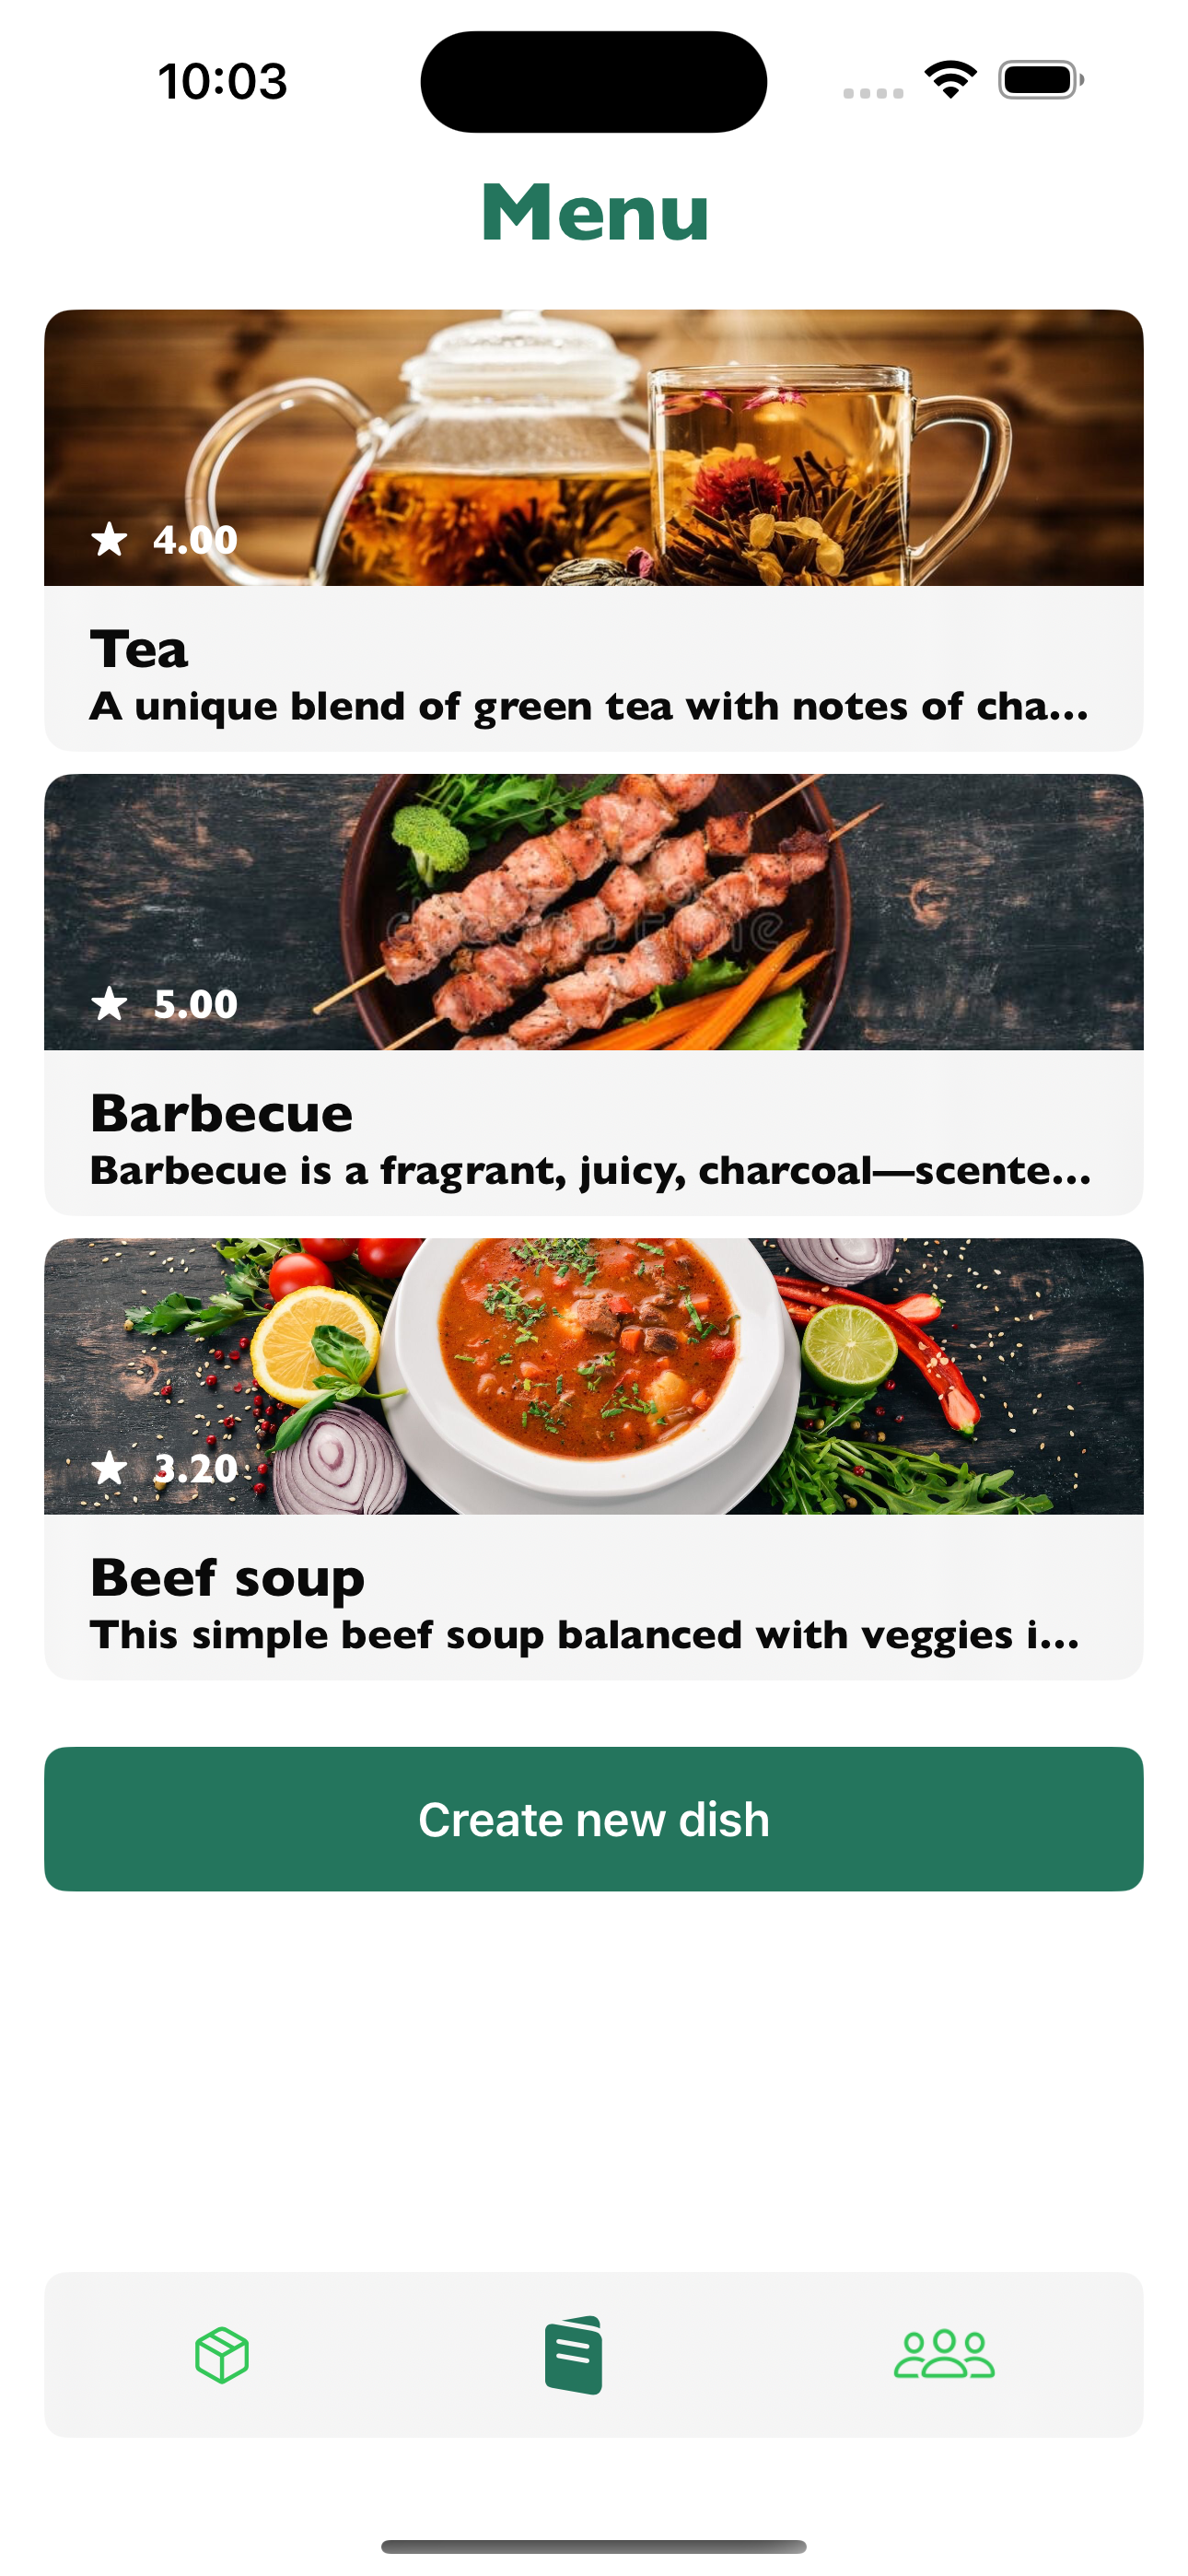 10:03
Menu
4.00
Tea
A unique blend of green tea with notes of cha...
dreamstime
5.00
Barbecue
Barbecue is a fragrant, juicy, charcoal—scente...
3.20
Beef soup
This simple beef soup balanced with veggies i...
Create new dish